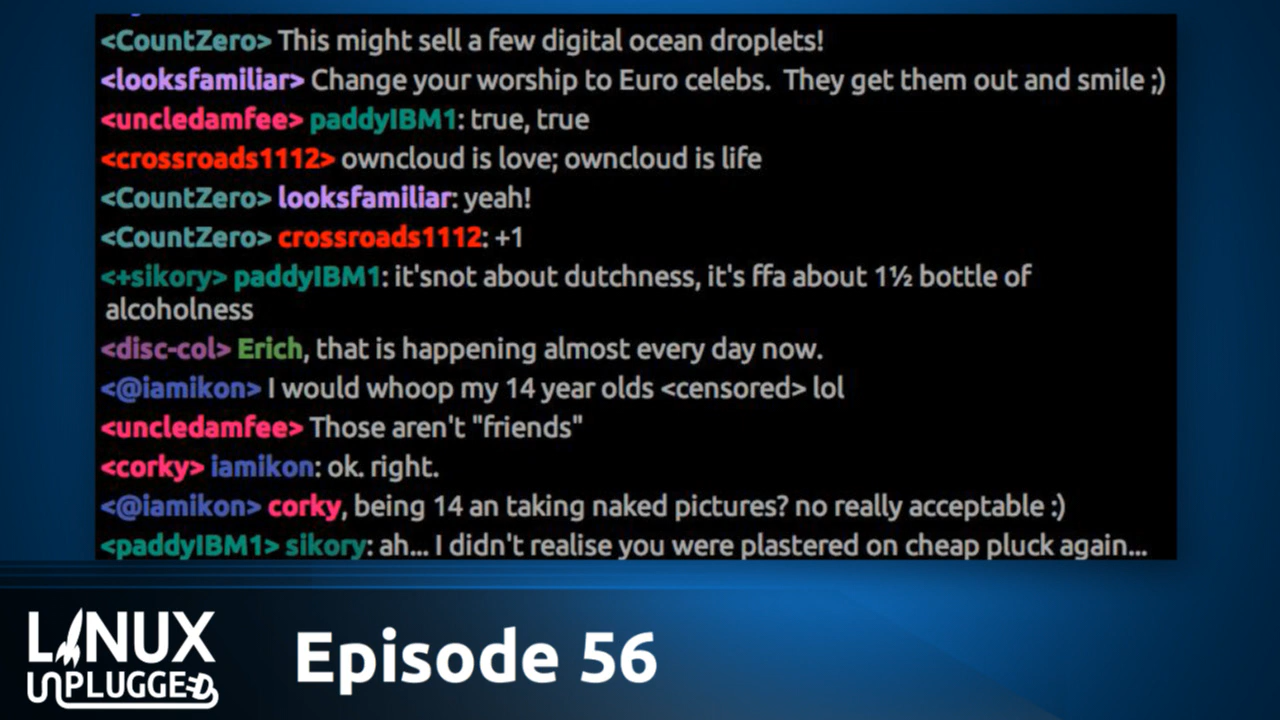 <CountZero> This might sell a few digital ocean droplets!
<looksfamiliar> Change your worship to Euro celebs.  They get them out and smile ;)
<uncledamfee> paddyIBM1: true, true
<crossroads1112> owncloud is love; owncloud is life
<CountZero> looksfamiliar: yeah!
<CountZero> crossroads1112: +1
<+sikory> paddyIBM1: it'snot about dutchness, it's ffa about 1½ bottle of
alcoholness
<disc-col> Erich, that is happening almost every day now.
<@iamikon> I would whoop my 14 year olds <censored> lol
<uncledamfee> Those aren't "friends"
<corky> iamikon: ok. right.
<@iamikon> corky, being 14 an taking naked pictures? no really acceptable :)
<paddyIBM1> sikory: ah... I didn't realise you were plastered on cheap pluck again...
LINUX
UNPLUGGED
Episode 56